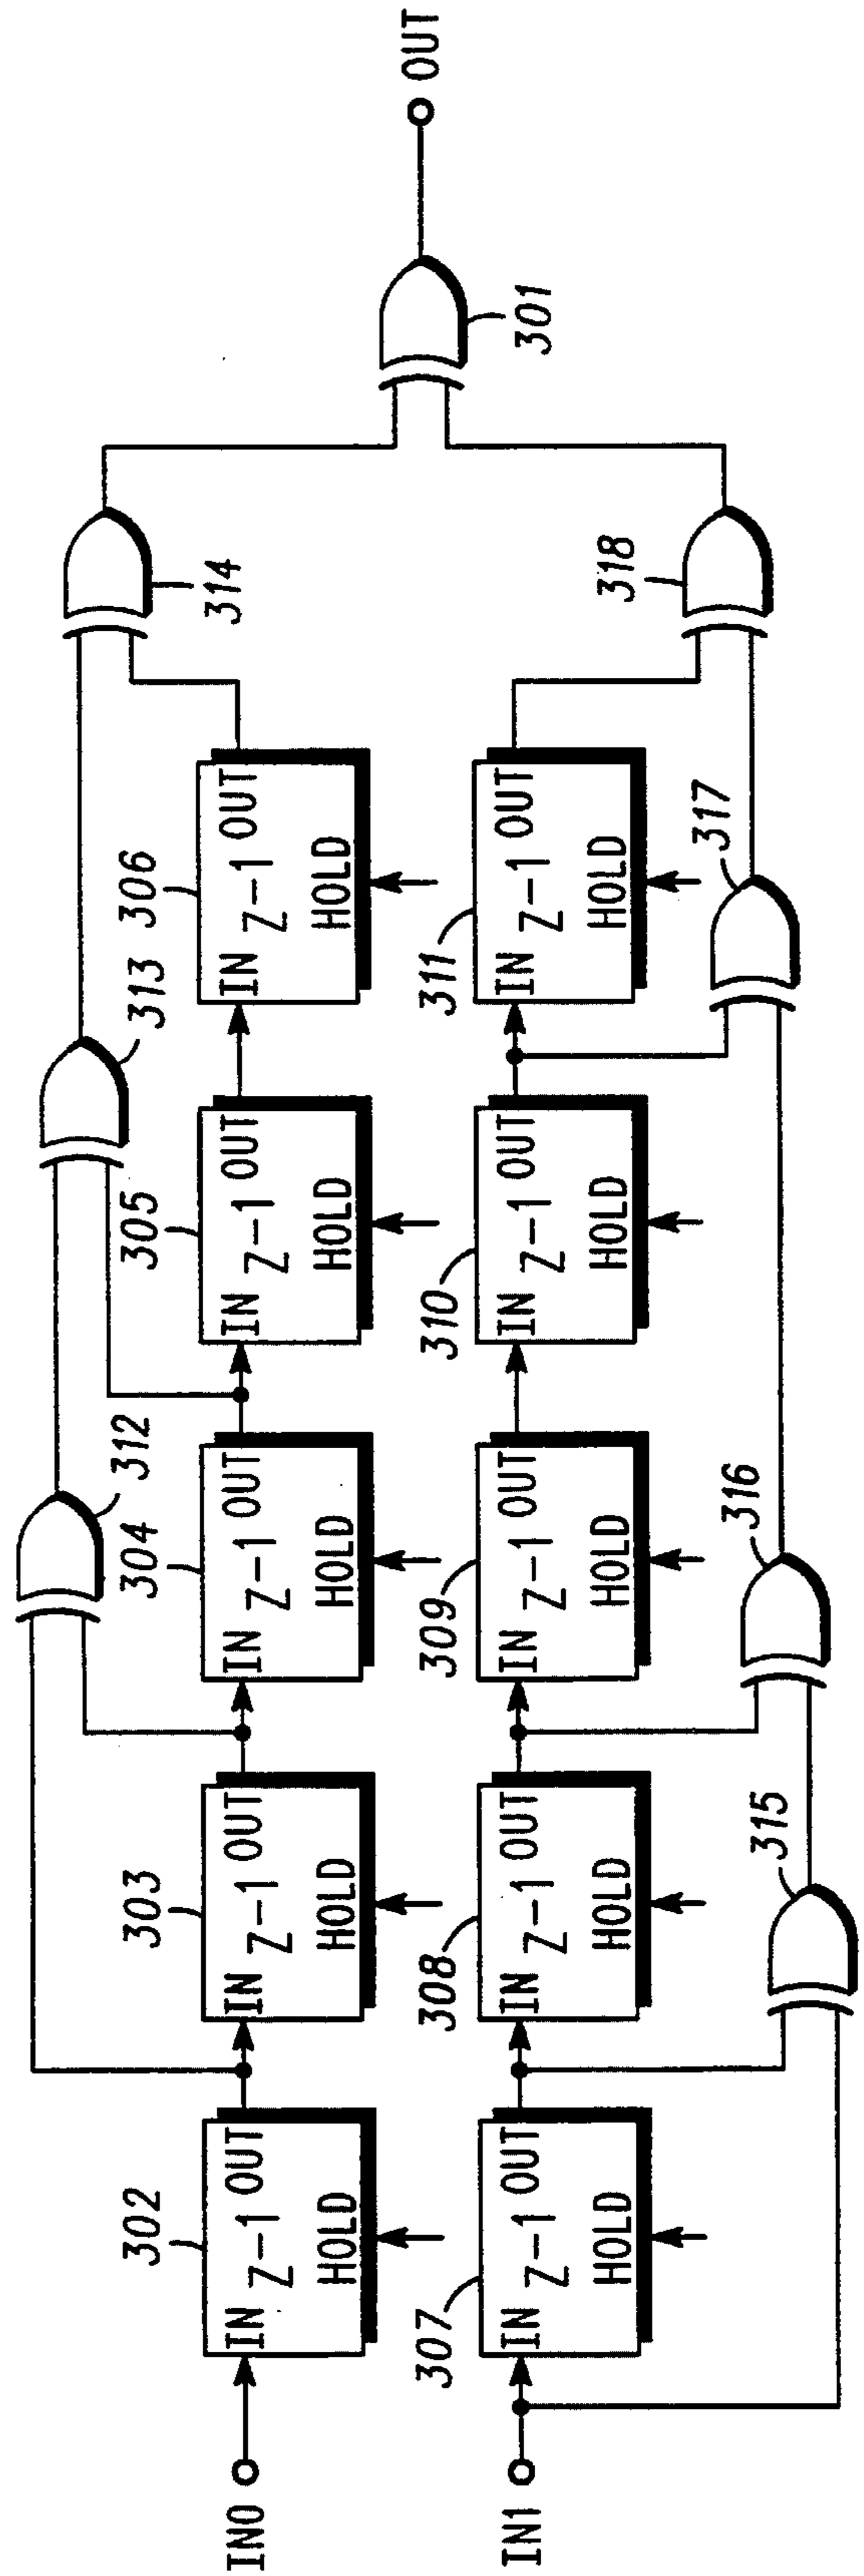 IN0
302
IN Z-1 OUT
HOLD
303
IN Z-1 OUT
HOLD
304
IN Z-1 OUT
HOLD
305
IN Z-1 OUT
HOLD
306
IN Z-1 OUT
HOLD
312
313
314
IN1
307
IN Z-1 OUT
HOLD
308
IN Z-1 OUT
HOLD
309
IN Z-1 OUT
HOLD
310
IN Z-1 OUT
HOLD
311
IN Z-1 OUT
HOLD
315
316
317
318
301
OUT